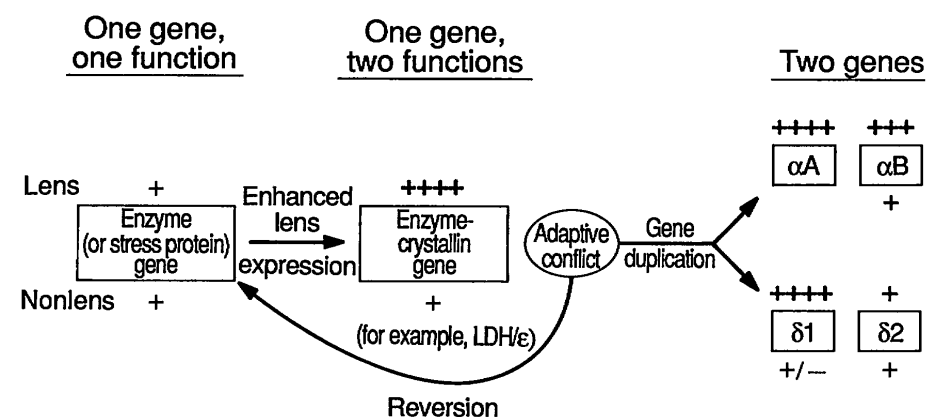 One gene,
one function
One gene,
two functions
Two genes
++++ +++
αA αB
+
Lens + ++++
Enzyme
(or stress protein)
gene
Enhanced
lens
expression
Enzyme-
crystallin
gene
Adaptive
conflict
Gene
duplication
Nonlens + +
(for example, LDH/ε)
++++ +
δ1 δ2
+/− +
Reversion